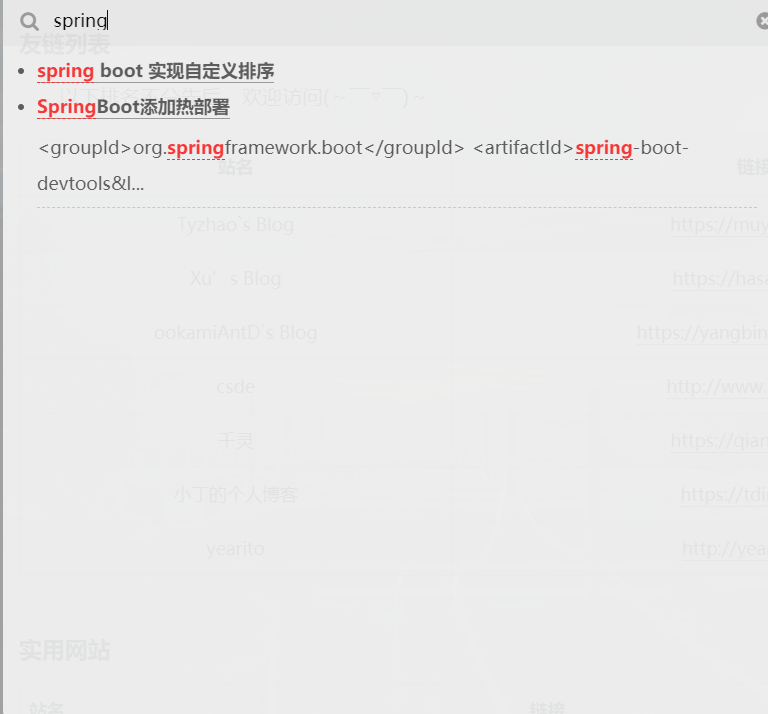 spring
友链列表
spring boot 实现自定义排序
以下排名不分先后，欢迎访问(～￣▽￣)～
SpringBoot添加热部署
<groupId>org.springframework.boot</groupId> <artifactId>spring-boot-
devtools&l...
站名 链接
Tyzhao`s Blog https://muy
Xu’s Blog https://hasa
ookamiAntD`s Blog https://yangbin
csde http://www.
千灵 https://qian
小丁的个人博客 https://tdi
yearito http://yea
实用网站
站名 链接